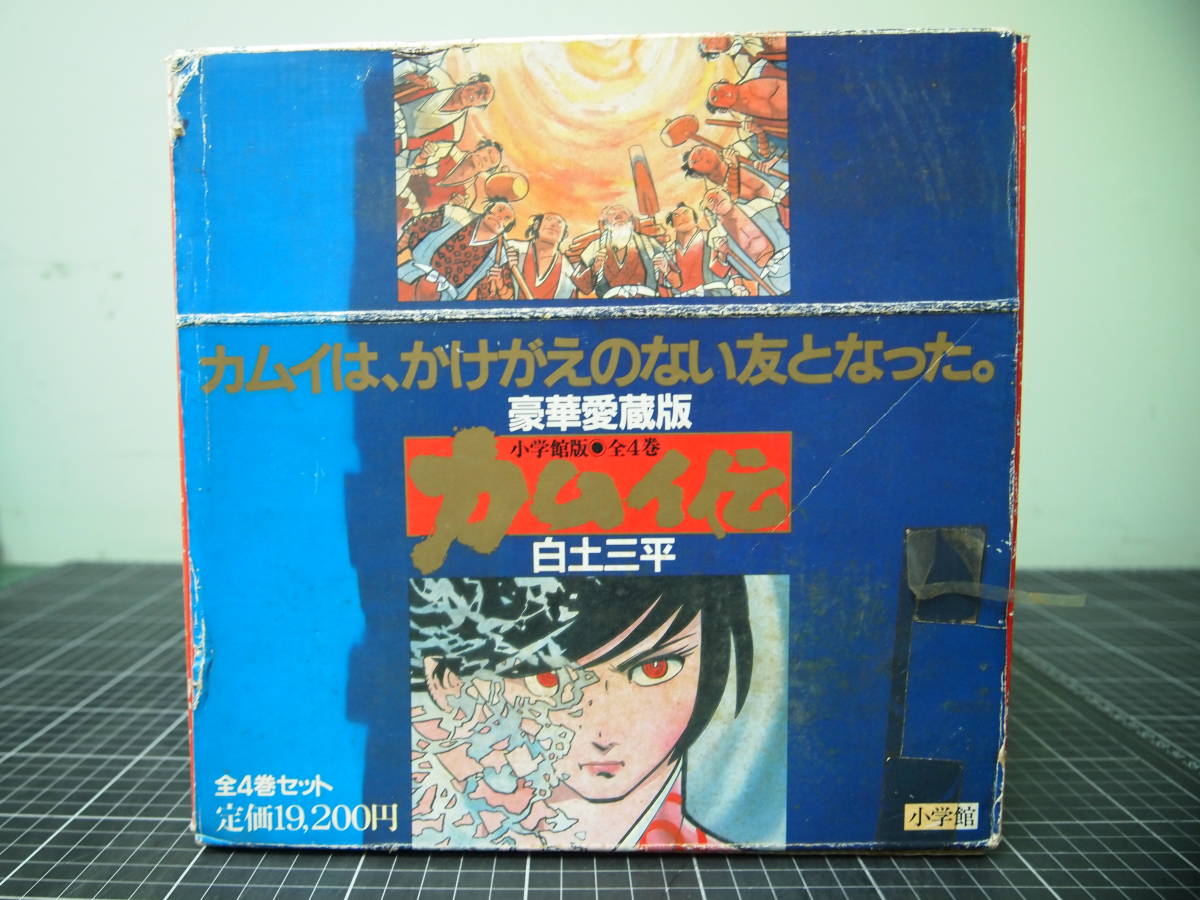 カムイは、かけがえのない友となった。
豪華愛蔵版
小学館版●全4巻
カムイ伝
白土三平
全4巻セット
定価19,200円
小学館